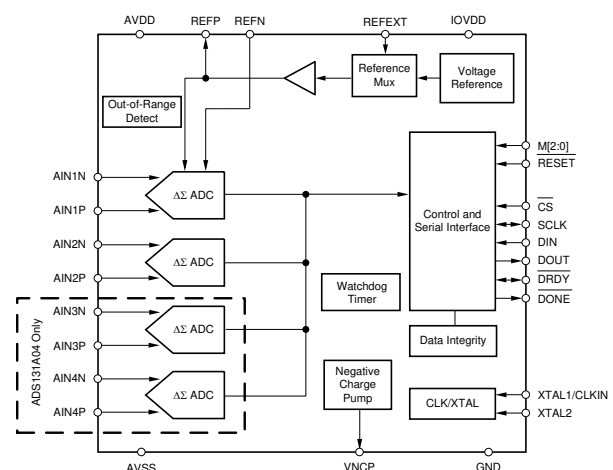 AVDD
REFP
REFN
REFEXT
IOVDD
Out-of-Range
Detect
Reference
Mux
Voltage
Reference
AIN1N
AIN1P
ΔΣ ADC
AIN2N
AIN2P
ΔΣ ADC
ADS131A04 Only
AIN3N
AIN3P
ΔΣ ADC
AIN4N
AIN4P
ΔΣ ADC
Control and
Serial Interface
M[2:0]
RESET
CS
SCLK
DIN
DOUT
DRDY
DONE
Watchdog
Timer
Data Integrity
Negative
Charge
Pump
CLK/XTAL
XTAL1/CLKIN
XTAL2
AVSS
VNCP
GND